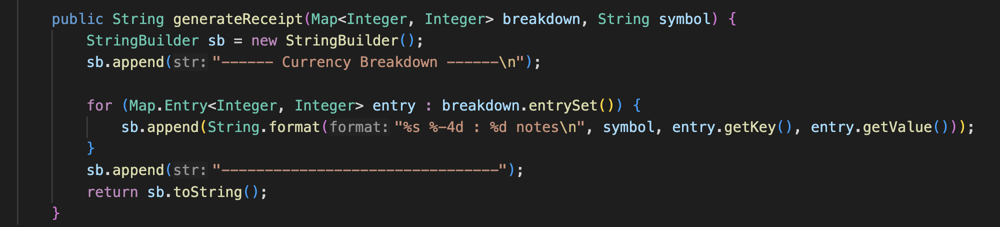 public String generateReceipt(Map<Integer, Integer> breakdown, String symbol) {
    StringBuilder sb = new StringBuilder();
    sb.append(str: "------ Currency Breakdown ------\n");

    for (Map.Entry<Integer, Integer> entry : breakdown.entrySet()) {
        sb.append(String.format(format: "%s %-4d : %d notes\n", symbol, entry.getKey(), entry.getValue()));
    }
    sb.append(str: "--------------------------------");
    return sb.toString();
}